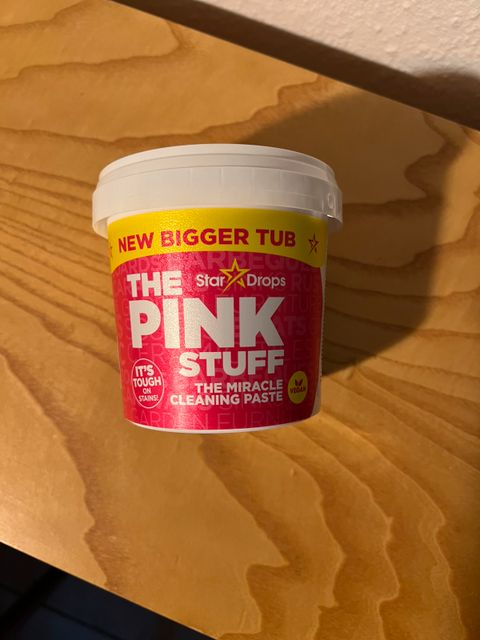 NEW BIGGER TUB
THE
Star Drops
PINK
STUFF
IT'S
TOUGH
ON
STAINS!
THE MIRACLE
CLEANING PASTE
VEGAN